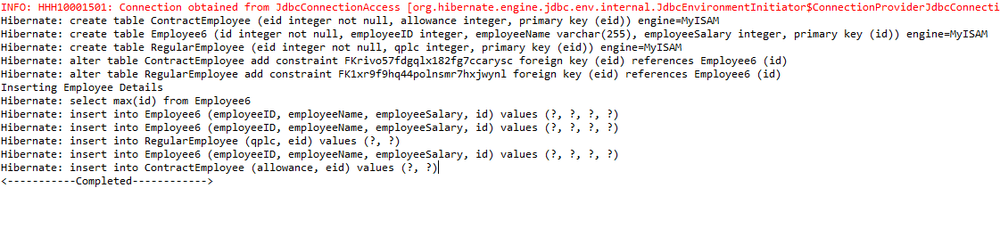 INFO: HHH10001501: Connection obtained from JdbcConnectionAccess [org.hibernate.engine.jdbc.env.internal.JdbcEnvironmentInitiator$ConnectionProviderJdbcConnecti
Hibernate: create table ContractEmployee (eid integer not null, allowance integer, primary key (eid)) engine=MyISAM
Hibernate: create table Employee6 (id integer not null, employeeID integer, employeeName varchar(255), employeeSalary integer, primary key (id)) engine=MyISAM
Hibernate: create table RegularEmployee (eid integer not null, qplc integer, primary key (eid)) engine=MyISAM
Hibernate: alter table ContractEmployee add constraint FKrivo57fdgqlx182fg7ccarysc foreign key (eid) references Employee6 (id)
Hibernate: alter table RegularEmployee add constraint FK1xr9f9hq44polnsmr7hxjwynl foreign key (eid) references Employee6 (id)
Inserting Employee Details
Hibernate: select max(id) from Employee6
Hibernate: insert into Employee6 (employeeID, employeeName, employeeSalary, id) values (?, ?, ?, ?)
Hibernate: insert into Employee6 (employeeID, employeeName, employeeSalary, id) values (?, ?, ?, ?)
Hibernate: insert into RegularEmployee (qplc, eid) values (?, ?)
Hibernate: insert into Employee6 (employeeID, employeeName, employeeSalary, id) values (?, ?, ?, ?)
Hibernate: insert into ContractEmployee (allowance, eid) values (?, ?)
<-----------Completed------------>